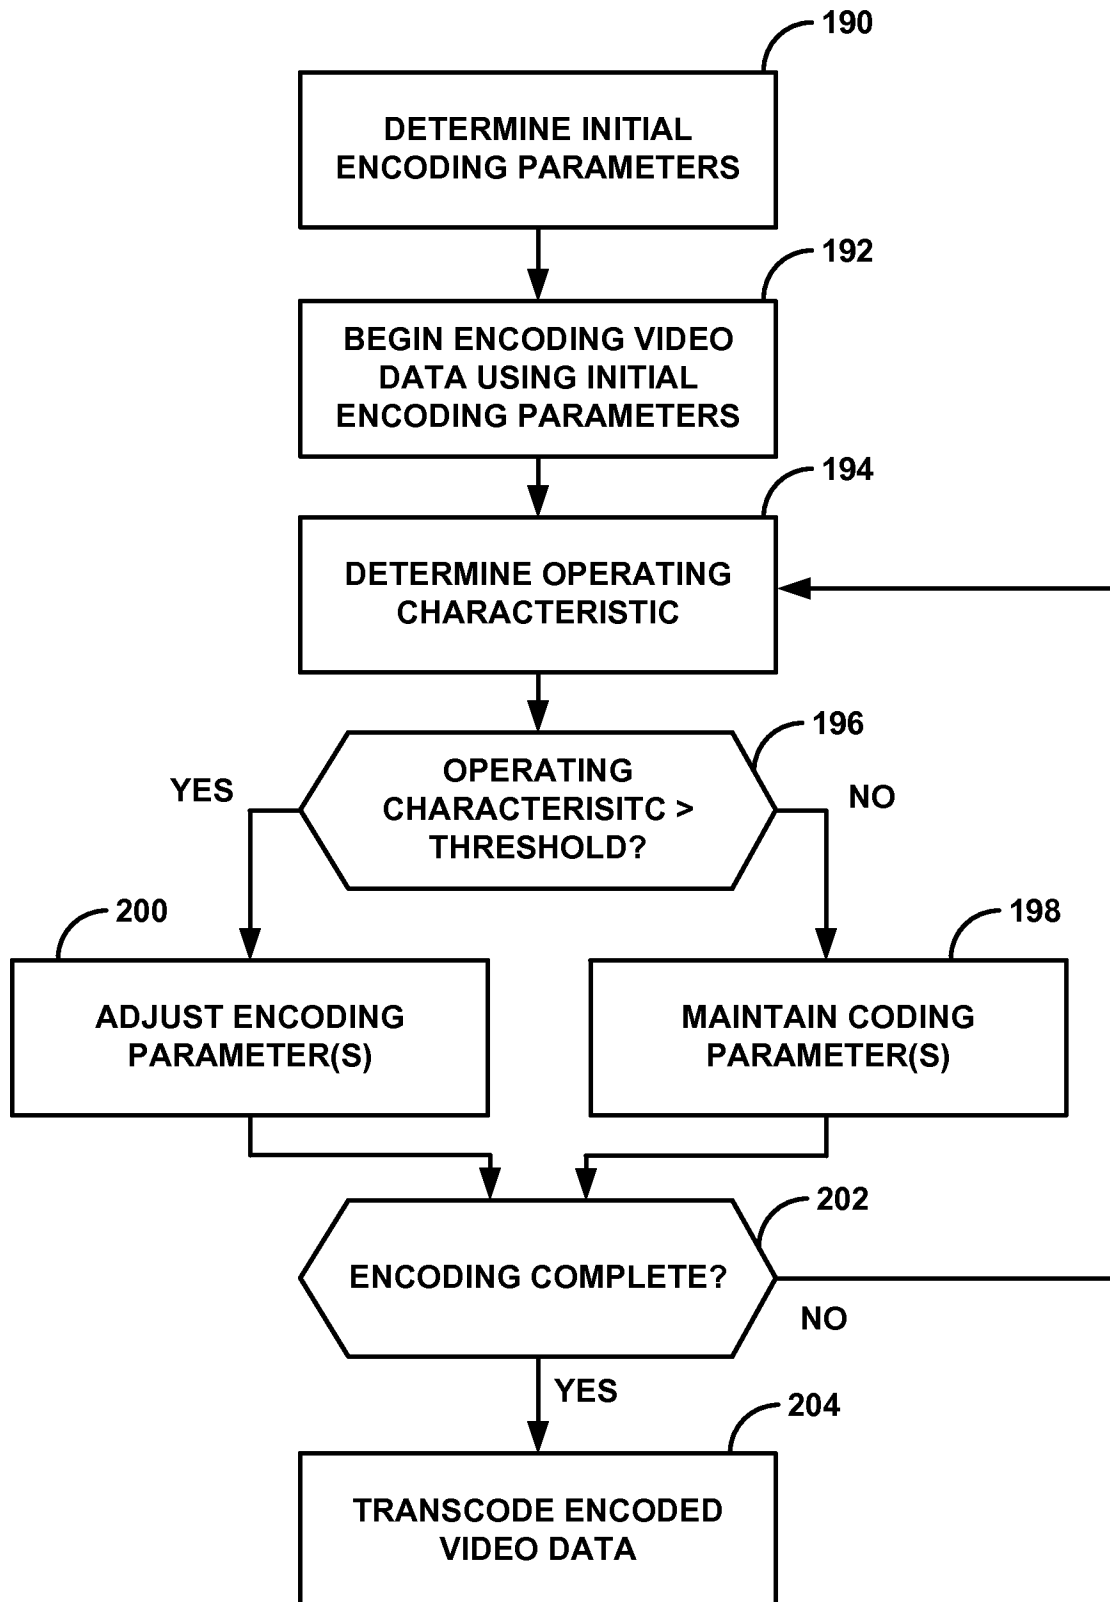 190
DETERMINE INITIAL
ENCODING PARAMETERS
192
BEGIN ENCODING VIDEO
DATA USING INITIAL
ENCODING PARAMETERS
194
DETERMINE OPERATING
CHARACTERISTIC
196
OPERATING
CHARACTERISITC >
THRESHOLD?
YES
NO
200
ADJUST ENCODING
PARAMETER(S)
198
MAINTAIN CODING
PARAMETER(S)
202
ENCODING COMPLETE?
NO
YES
204
TRANSCODE ENCODED
VIDEO DATA